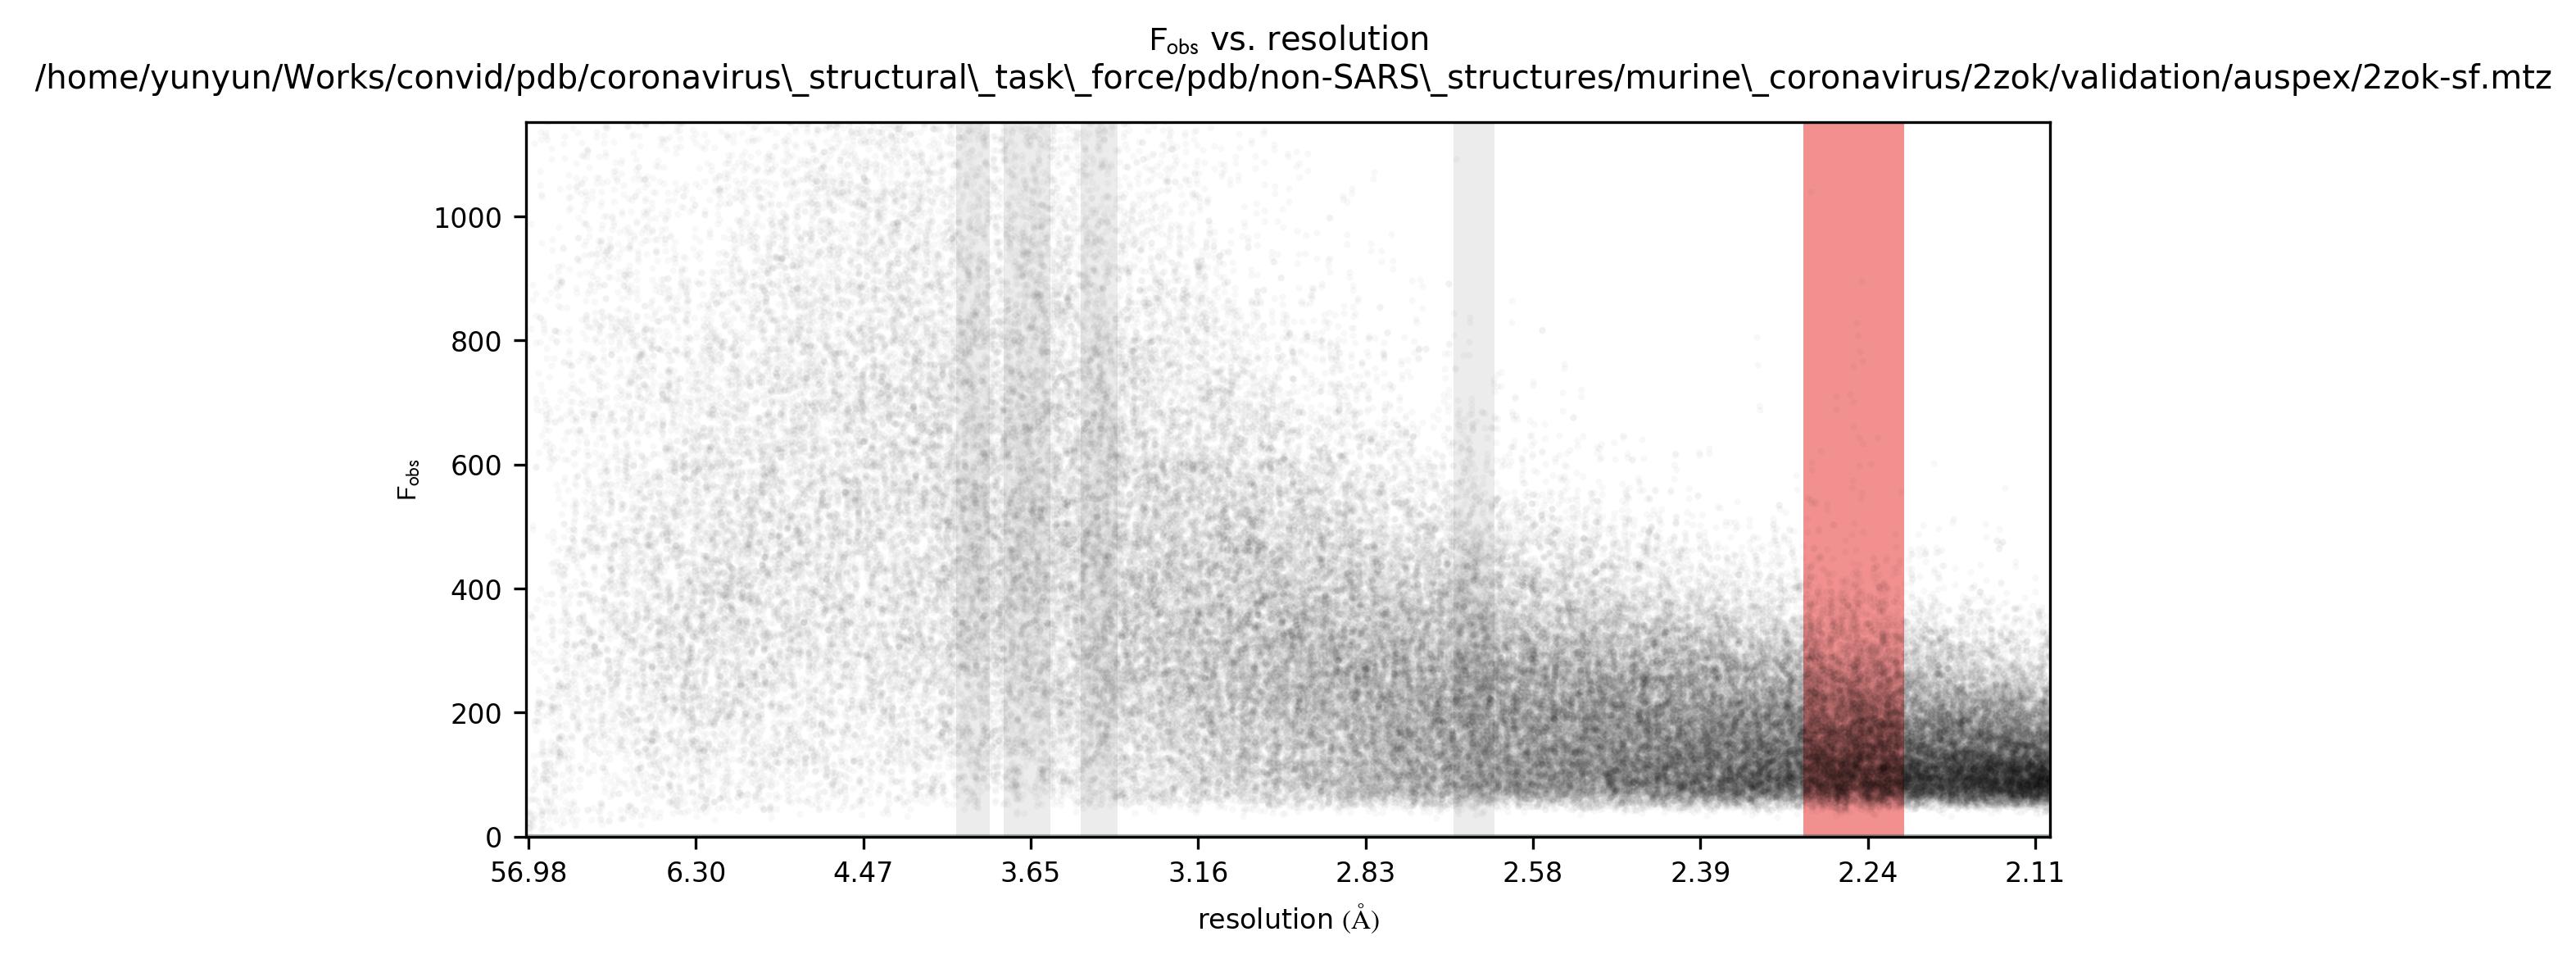 Fobs vs. resolution
/home/yunyun/Works/convid/pdb/coronavirus\_structural\_task\_force/pdb/non-SARS\_structures/murine\_coronavirus/2zok/validation/auspex/2zok-sf.mtz
1000
800
600
400
200
0
Fobs
56.98 6.30 4.47 3.65 3.16 2.83 2.58 2.39 2.24 2.11
resolution (Å)